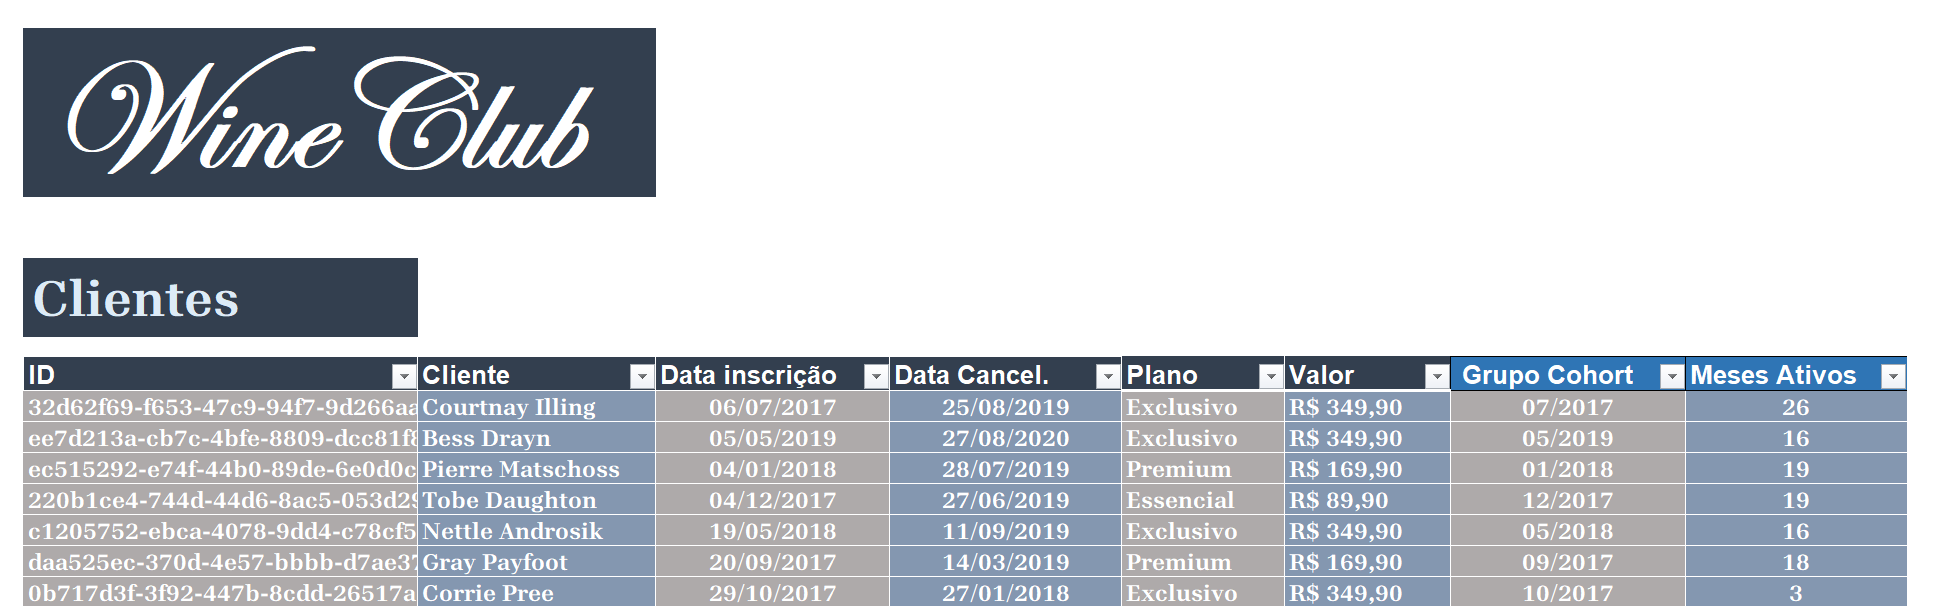 Wine Club
Clientes
ID Cliente Data inscrição Data Cancel. Plano Valor Grupo Cohort Meses Ativos
32d62f69-f653-47c9-94f7-9d266aa Courtnay Illing 06/07/2017 25/08/2019 Exclusivo R$ 349,90 07/2017 26
ee7d213a-cb7c-4bfe-8809-dcc81f8 Bess Drayn 05/05/2019 27/08/2020 Exclusivo R$ 349,90 05/2019 16
ec515292-e74f-44b0-89de-6e0d0c Pierre Matschoss 04/01/2018 28/07/2019 Premium R$ 169,90 01/2018 19
220b1ce4-744d-44d6-8ac5-053d29 Tobe Daughton 04/12/2017 27/06/2019 Essencial R$ 89,90 12/2017 19
c1205752-ebca-4078-9dd4-c78cf5 Nettle Androsik 19/05/2018 11/09/2019 Exclusivo R$ 349,90 05/2018 16
daa525ec-370d-4e57-bbbb-d7ae37 Gray Payfoot 20/09/2017 14/03/2019 Premium R$ 169,90 09/2017 18
0b717d3f-3f92-447b-8cdd-26517a Corrie Pree 29/10/2017 27/01/2018 Exclusivo R$ 349,90 10/2017 3